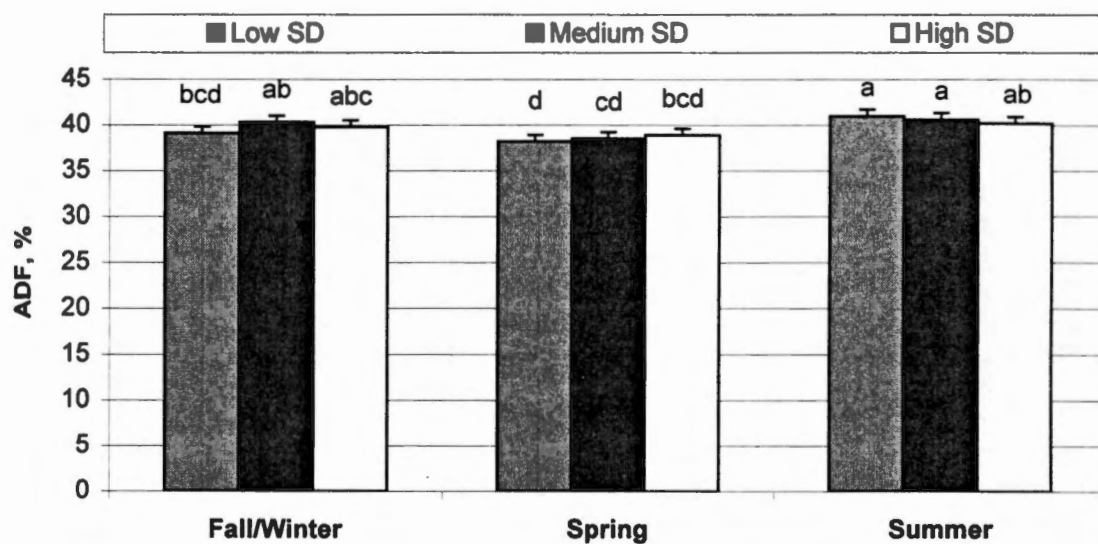 Low SD Medium SD High SD
45
40
35
30
25
20
15
10
5
0
ADF, %
bcd ab abc d cd bcd a a ab
Fall/Winter Spring Summer